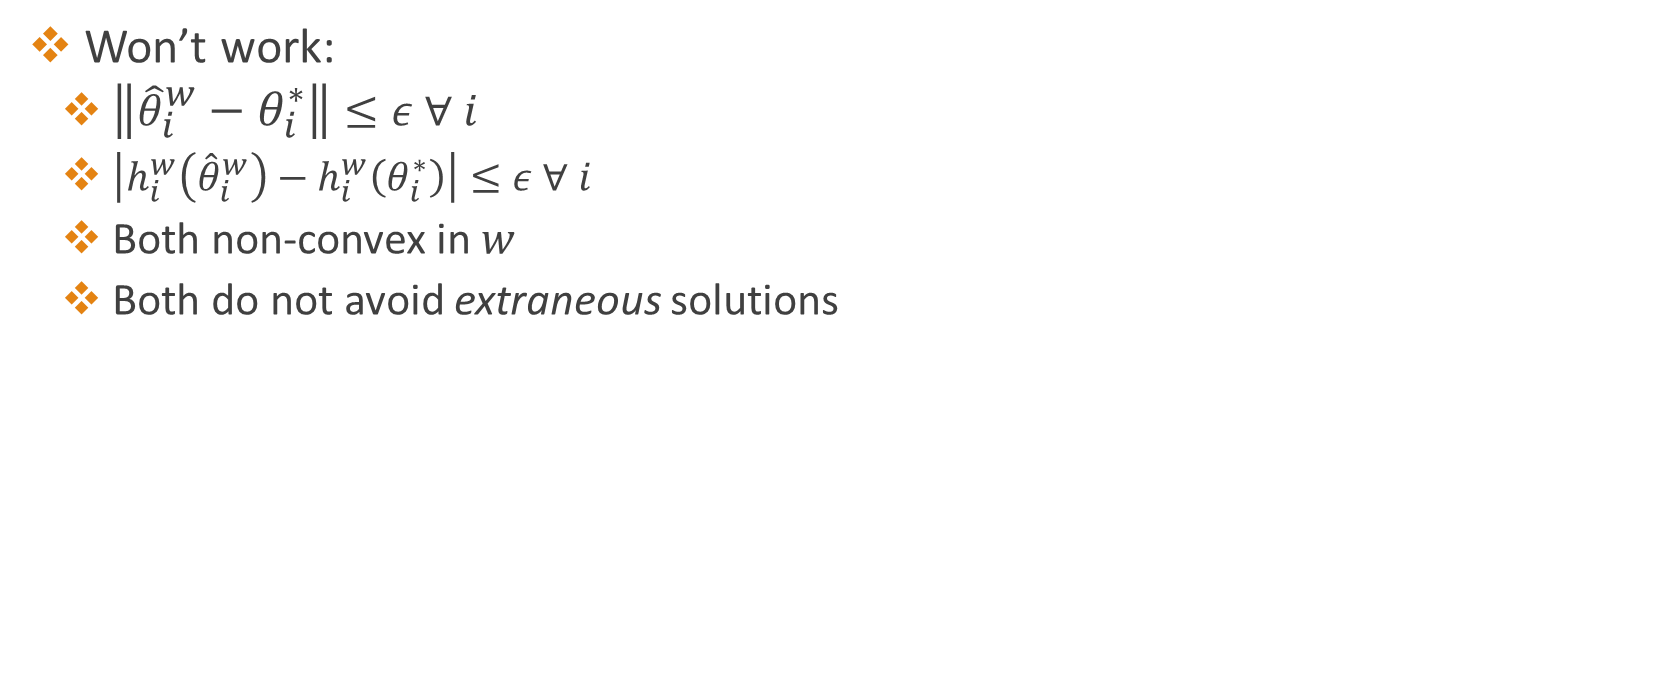 ❖ Won’t work:
❖ ‖θ̂ᵢʷ − θᵢ*‖ ≤ ϵ ∀ i
❖ |hᵢʷ(θ̂ᵢʷ) − hᵢʷ(θᵢ*)| ≤ ϵ ∀ i
❖ Both non-convex in w
❖ Both do not avoid extraneous solutions